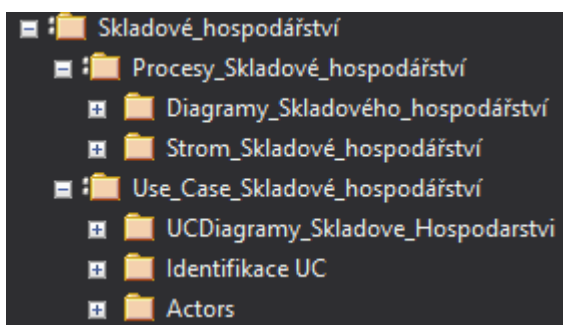 Skladové_hospodářství
Procesy_Skladové_hospodářství
Diagramy_Skladového_hospodářství
Strom_Skladové_hospodářství
Use_Case_Skladové_hospodářství
UCDiagramy_Skladove_Hospodarstvi
Identifikace UC
Actors